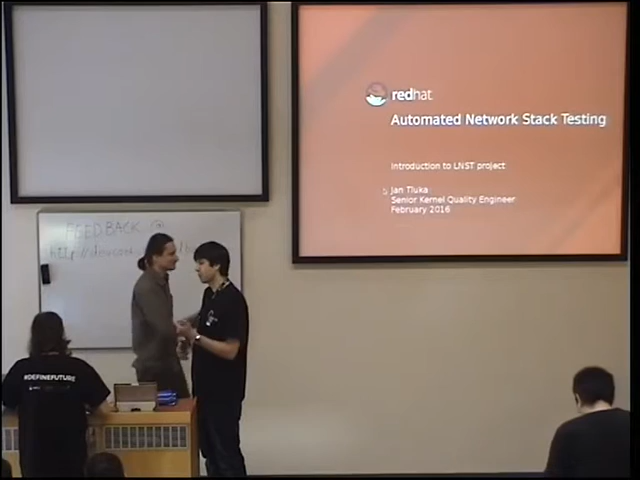 redhat
Automated Network Stack Testing
Introduction to LNST project
Jan Tluka
Senior Kernel Quality Engineer
February 2016
FEEDBACK @
#DEFINEFUTURE